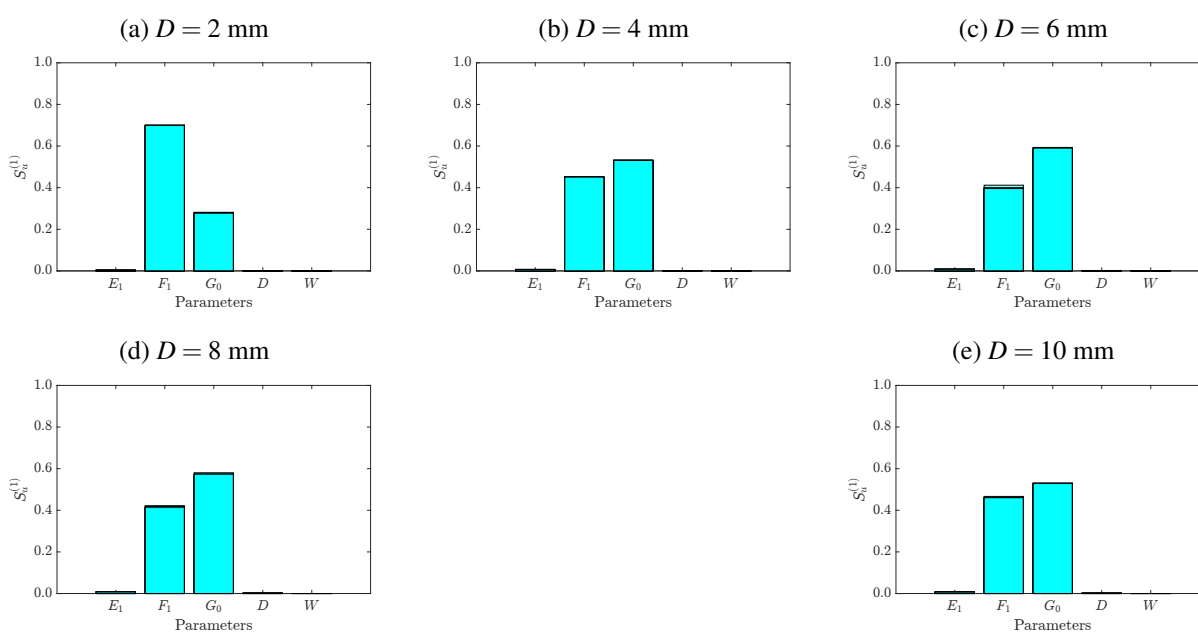 (a) D = 2 mm
1.0
0.8
0.6
0.4
0.2
0.0
S_u^(1)
E₁ F₁ G₀ D W
Parameters
(b) D = 4 mm
1.0
0.8
0.6
0.4
0.2
0.0
S_u^(1)
E₁ F₁ G₀ D W
Parameters
(c) D = 6 mm
1.0
0.8
0.6
0.4
0.2
0.0
S_u^(1)
E₁ F₁ G₀ D W
Parameters
(d) D = 8 mm
1.0
0.8
0.6
0.4
0.2
0.0
S_u^(1)
E₁ F₁ G₀ D W
Parameters
(e) D = 10 mm
1.0
0.8
0.6
0.4
0.2
0.0
S_u^(1)
E₁ F₁ G₀ D W
Parameters